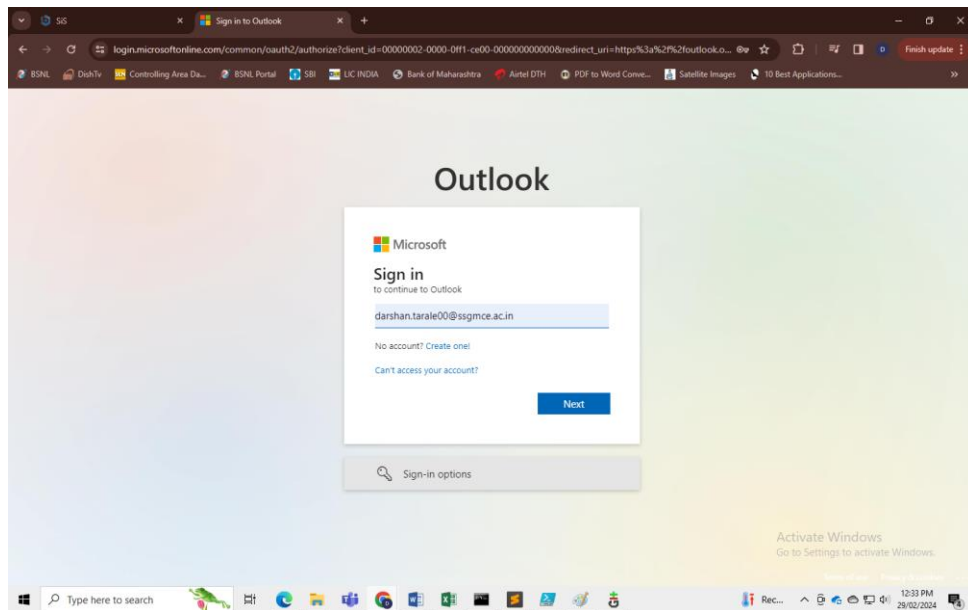 SiS
Sign in to Outlook
login.microsoftonline.com/common/oauth2/authorize?client_id=00000002-0000-0ff1-ce00-000000000000&redirect_uri=https%3a%2f%2foutlook.o...
Finish update
BSNL DishTv Controlling Area Da... BSNL Portal SBI LIC INDIA Bank of Maharashtra Airtel DTH PDF to Word Conve... Satellite Images 10 Best Applications...
Outlook
Microsoft
Sign in
to continue to Outlook
darshan.tarale00@ssgmce.ac.in
No account? Create one!
Can't access your account?
Next
Sign-in options
Activate Windows
Go to Settings to activate Windows.
Type here to search
Rec...
12:33 PM
29/02/2024